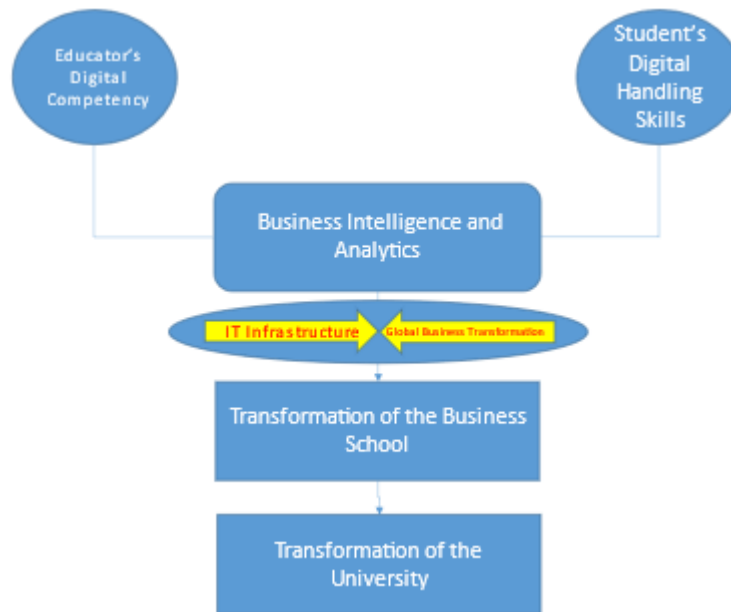 Educator's
Digital
Competency
Student's
Digital
Handling
Skills
Business Intelligence and
Analytics
IT Infrastructure
Global Business Transformation
Transformation of the Business
School
Transformation of the
University